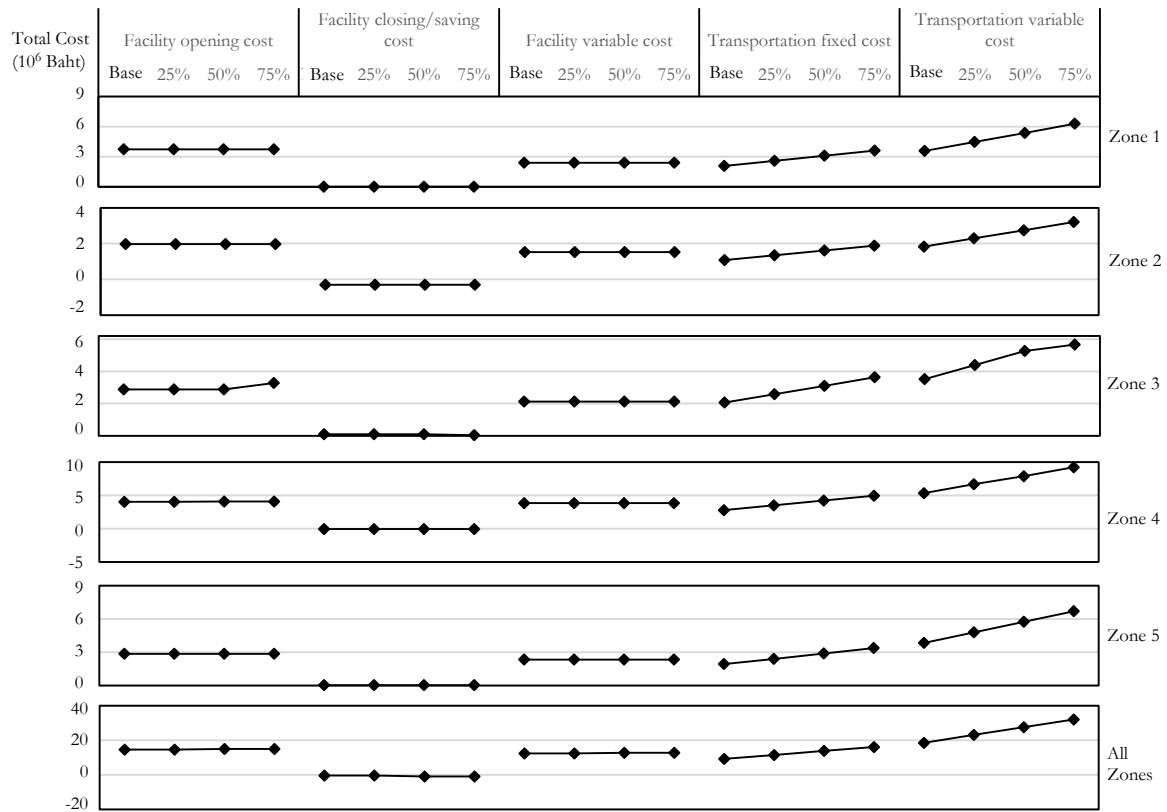 Total Cost
(10⁶ Baht)
Facility opening cost
Facility closing/saving
cost
Facility variable cost
Transportation fixed cost
Transportation variable
cost
Base 25% 50% 75%
Base 25% 50% 75%
Base 25% 50% 75%
Base 25% 50% 75%
Base 25% 50% 75%
9
6
3
0
Zone 1
4
2
0
-2
Zone 2
6
4
2
0
Zone 3
10
5
0
-5
Zone 4
9
6
3
0
Zone 5
40
20
0
-20
All
Zones